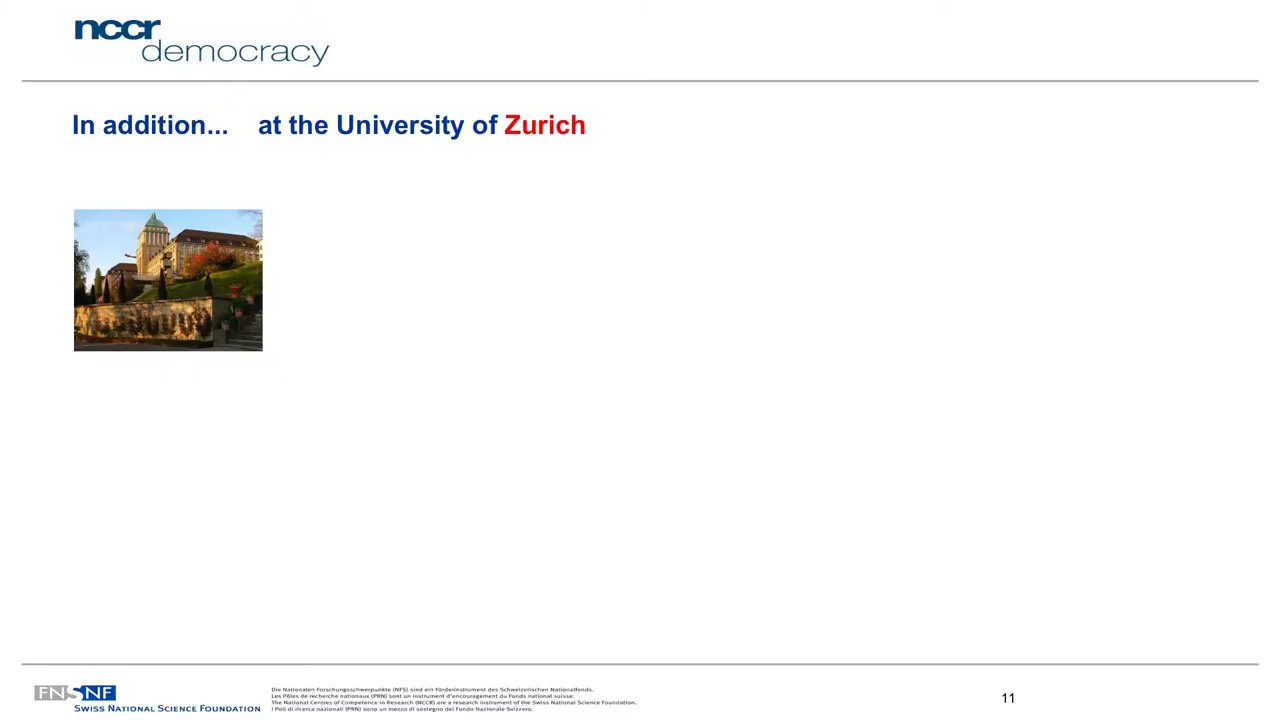 nccr
democracy
In addition... at the University of Zurich
FNSNF
SWISS NATIONAL SCIENCE FOUNDATION
Die Nationalen Forschungsschwerpunkte (NFS) sind ein Förderinstrument des Schweizerischen Nationalfonds.
Les Pôles de recherche nationaux (PRN) sont un instrument d'encouragement du Fonds national suisse.
The National Centres of Competence in Research (NCCR) are a research instrument of the Swiss National Science Foundation.
I Poli di ricerca nazionali (PRN) sono un mezzo di sostegno del Fondo Nazionale Svizzero.
11